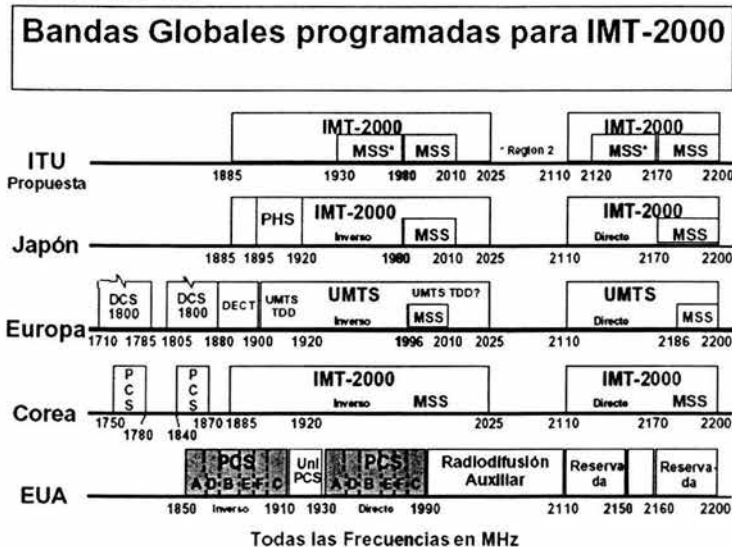 Bandas Globales programadas para IMT-2000
IMT-2000 IMT-2000
MSS* MSS * Region 2 MSS* MSS
ITU
Propuesta
1885 1930 1980 2010 2025 2110 2120 2170 2200
PHS IMT-2000 IMT-2000
Inverso MSS Directo MSS
Japón
1885 1895 1920 1980 2010 2025 2110 2170 2200
DCS 1800 DCS 1800 DECT UMTS TDD UMTS UMTS TDD? UMTS
Inverso MSS Directo MSS
Europa
1710 1785 1805 1880 1900 1920 1996 2010 2025 2110 2186 2200
PCS PCS IMT-2000 IMT-2000
Inverso MSS Directo MSS
Corea
1750 1780 1840 1870 1885 1920 2025 2110 2170 2200
PCS Uni PCS PCS Radiodifusión Auxiliar Reserva da Reserva- da
A D B E F C A D B E F C
EUA
1850 Inverso 1910 1930 Directo 1990 2110 2150 2160 2200
Todas las Frecuencias en MHz